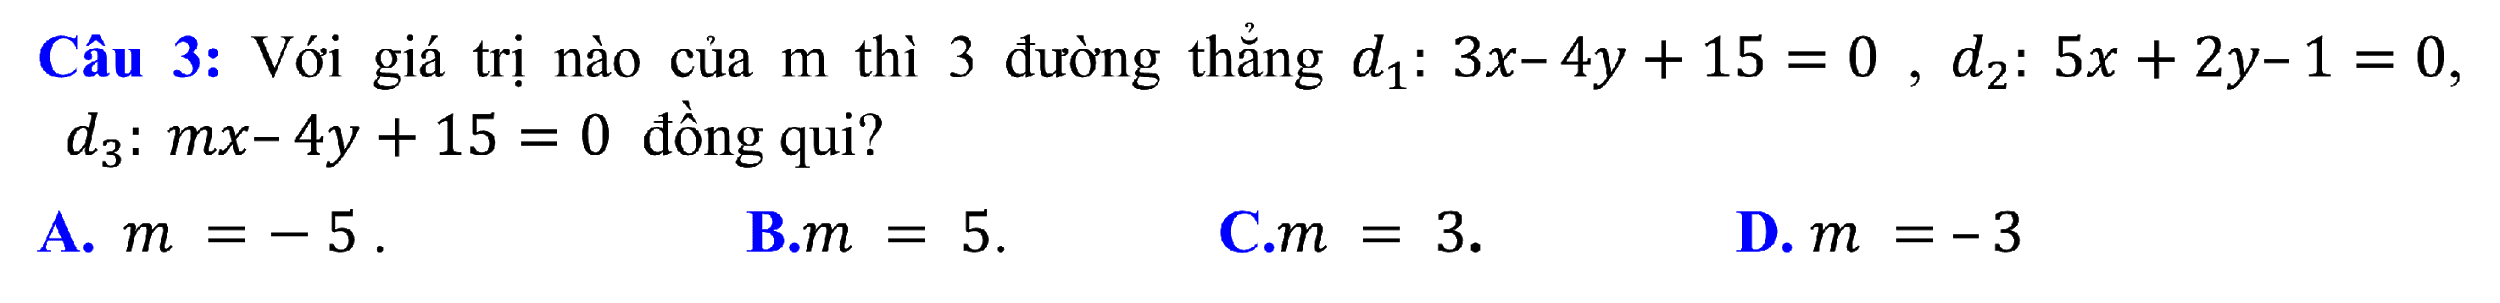 Câu 3: Với giá trị nào của m thì 3 đường thẳng d₁: 3x– 4y + 15 = 0 , d₂: 5x + 2y– 1 = 0,
d₃: mx– 4y + 15 = 0 đồng qui?
A. m = – 5 . B.m = 5. C.m = 3. D. m = – 3